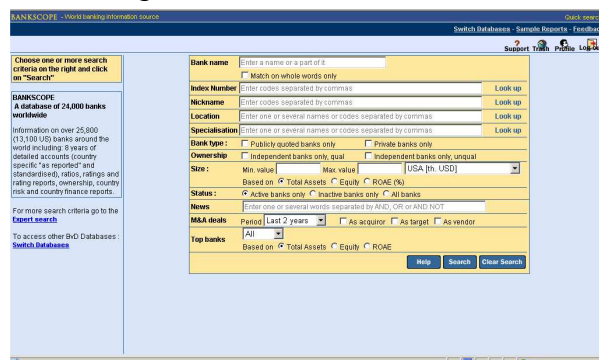 BANKSCOPE - World banking information source
Quick search
Switch Databases - Sample Reports - Feedbac
Support Trash Profile Log out
Choose one or more search
criteria on the right and click
on "Search"
BANKSCOPE
A database of 24,000 banks
worldwide
Information on over 25,800
(13,100 US) banks around the
world including: 8 years of
detailed accounts (country
specific "as reported" and
standardised), ratios, ratings and
rating reports, ownership, country
risk and country finance reports.
For more search criteria go to the
Expert search
To access other BvD Databases :
Switch Databases
Bank name Enter a name or a part of it
Match on whole words only
Index Number Enter codes separated by commas Look up
Nickname Enter codes separated by commas Look up
Location Enter one or several names or codes separated by commas Look up
Specialisation Enter one or several names or codes separated by commas Look up
Bank type : Publicly quoted banks only Private banks only
Ownership Independent banks only, qual Independent banks only, unqual
Size : Min. value Max. value USA [th. USD]
Based on Total Assets Equity ROAE (%)
Status : Active banks only Inactive banks only All banks
News Enter one or several words separated by AND, OR or AND NOT
M&A deals Period Last 2 years As acquiror As target As vendor
Top banks All
Based on Total Assets Equity ROAE
Help Search Clear Search